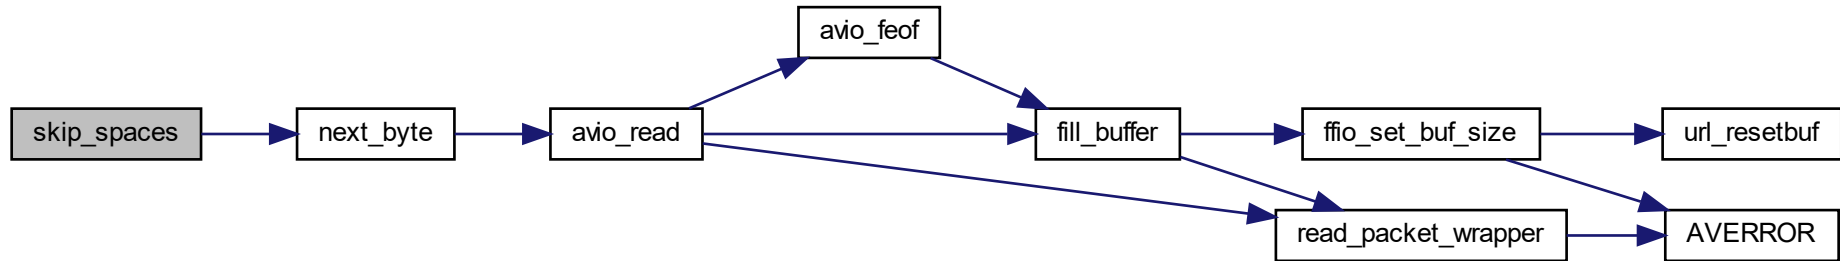 avio_feof
skip_spaces
next_byte
avio_read
fill_buffer
ffio_set_buf_size
url_resetbuf
read_packet_wrapper
AVERROR